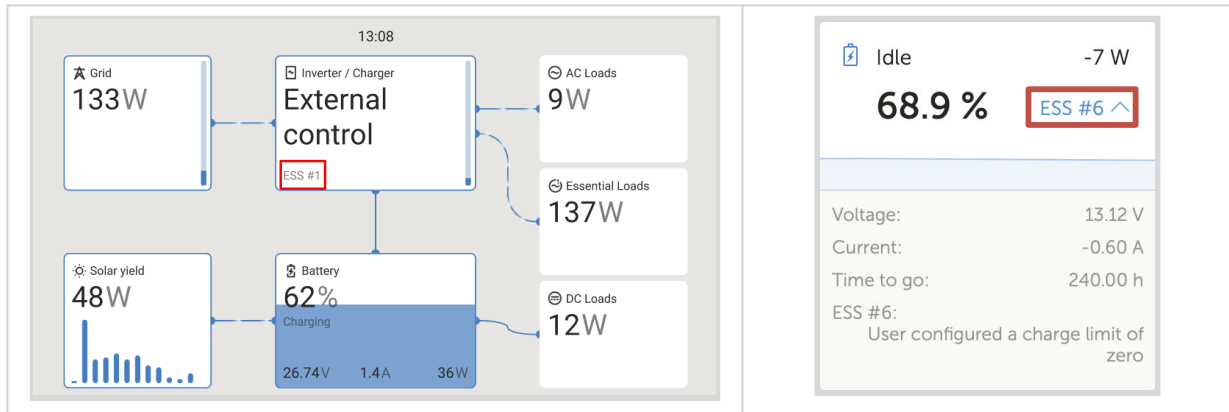 13:08
Grid
133W
Inverter / Charger
External
control
ESS #1
AC Loads
9W
Essential Loads
137W
Solar yield
48W
Battery
62%
Charging
26.74V 1.4A 36W
DC Loads
12W
Idle -7 W
68.9 % ESS #6
Voltage: 13.12 V
Current: -0.60 A
Time to go: 240.00 h
ESS #6:
User configured a charge limit of
zero